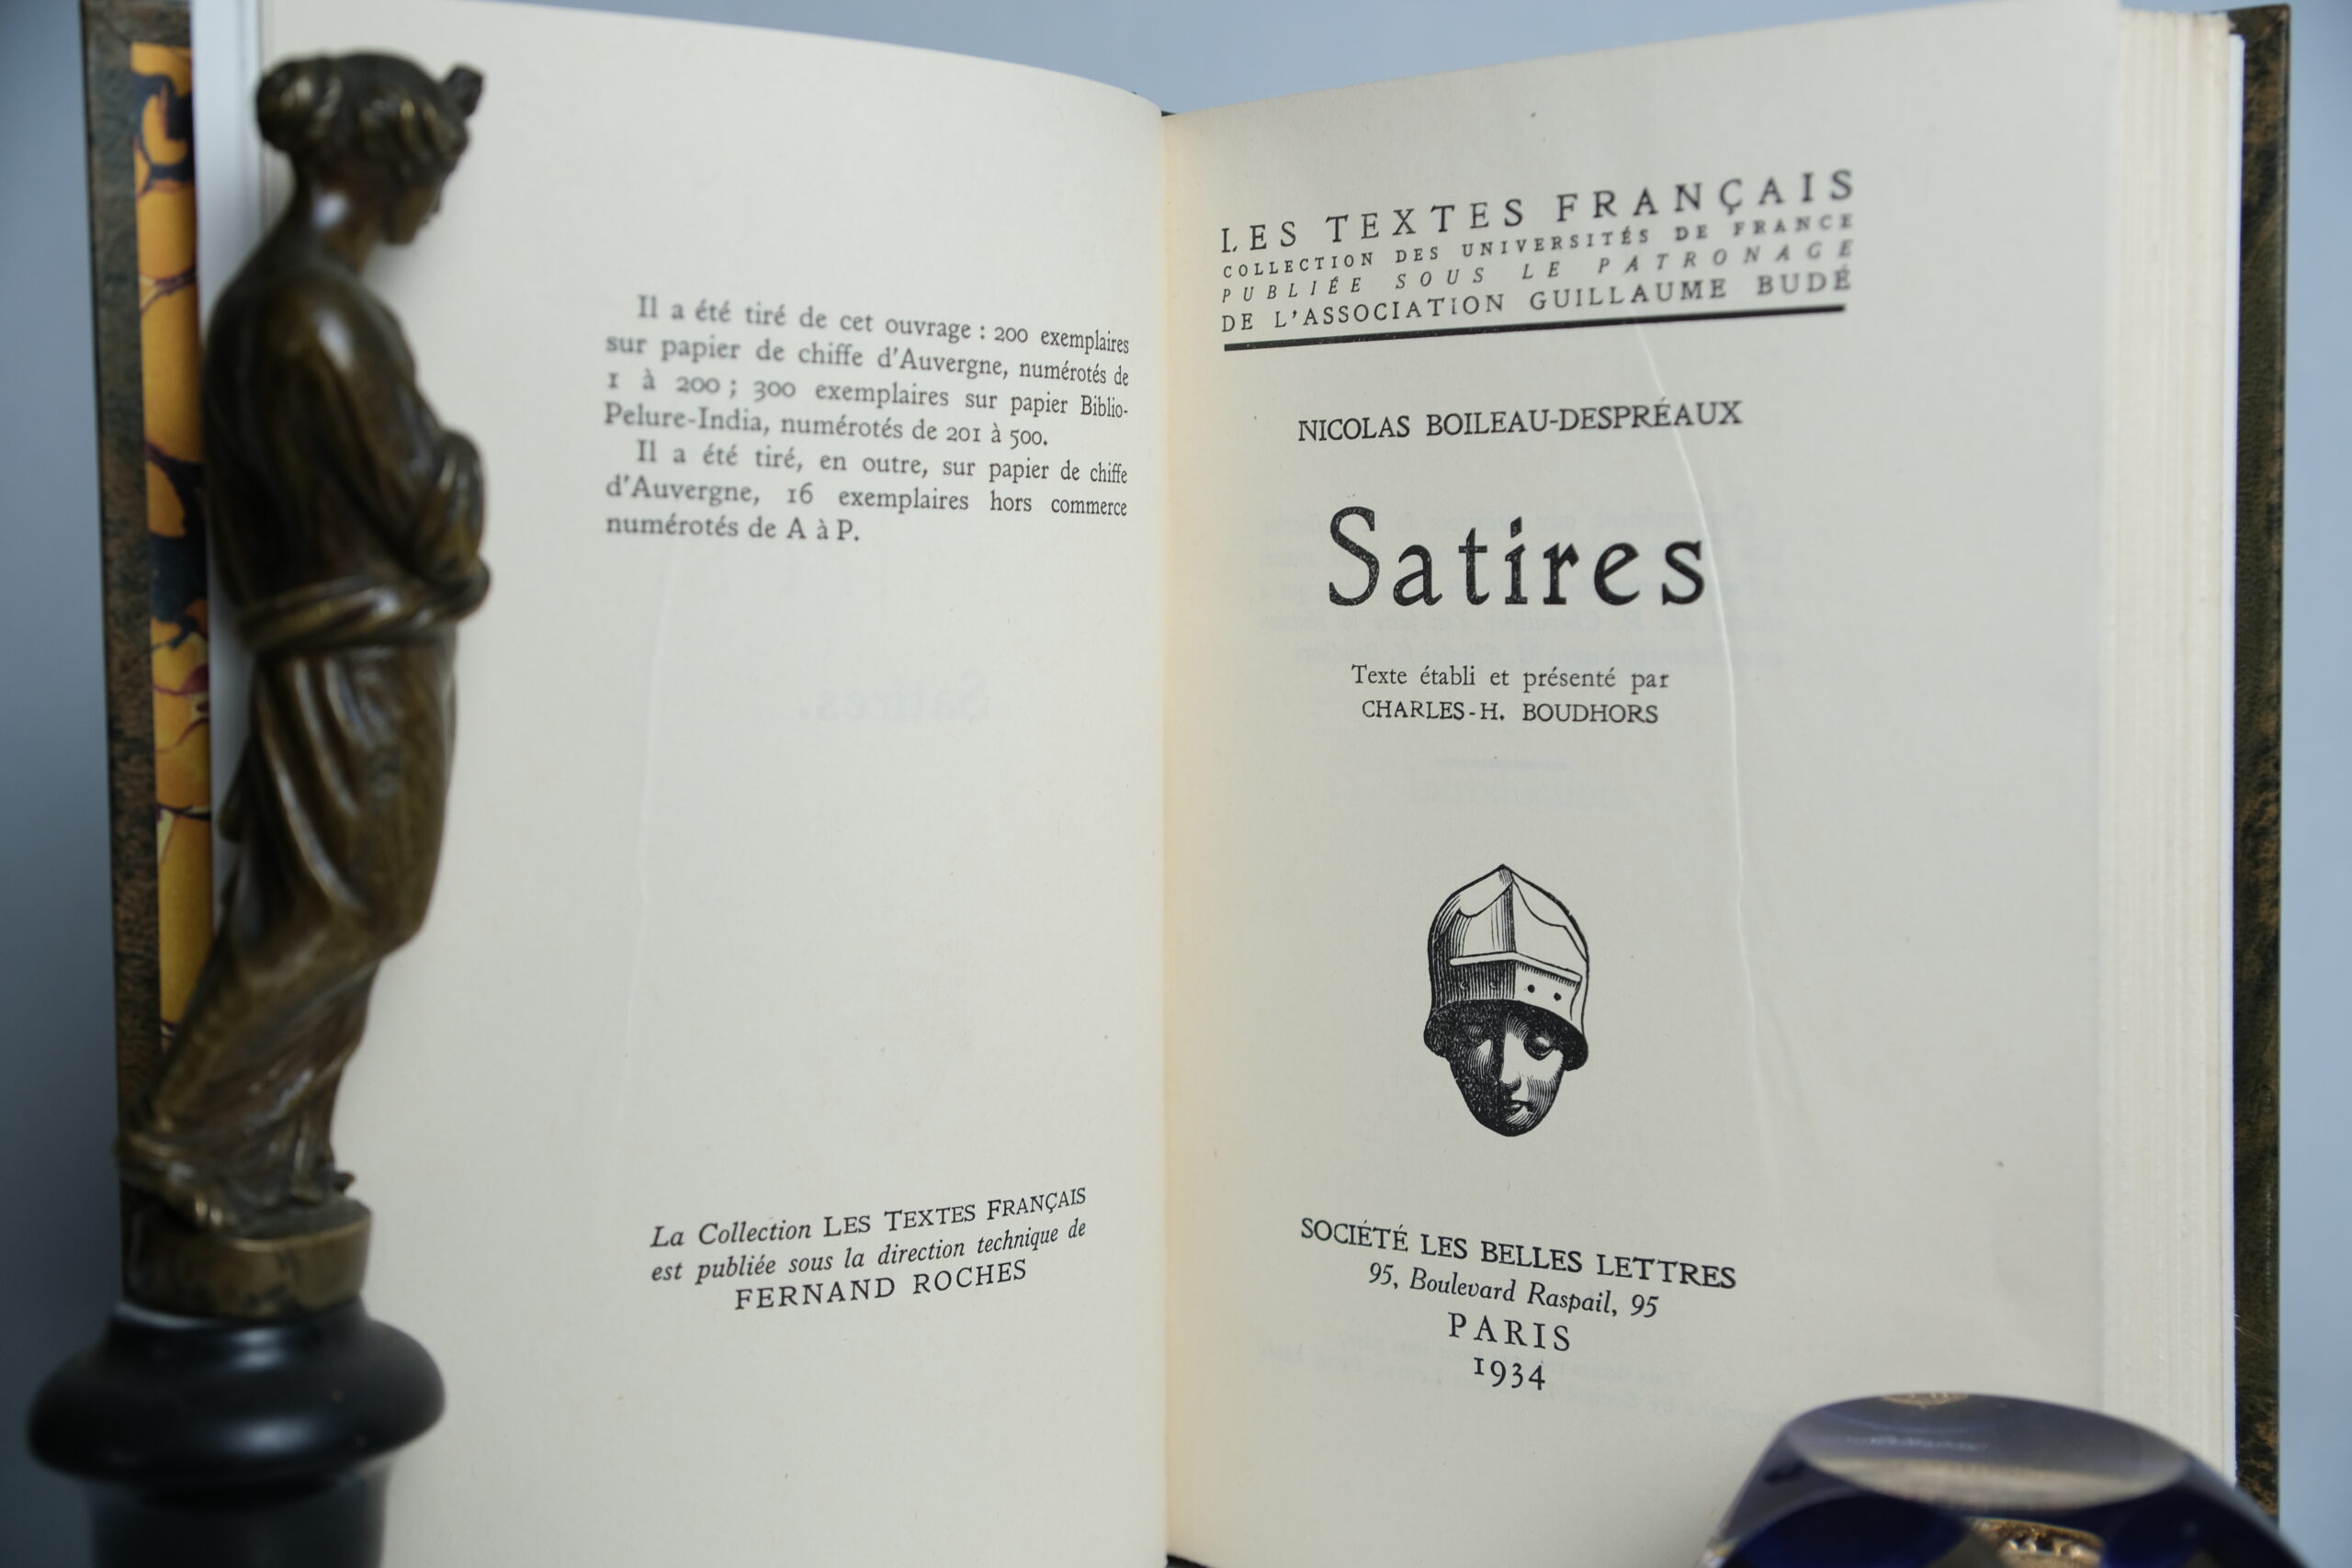 Il a été tiré de cet ouvrage : 200 exemplaires
sur papier de chiffe d'Auvergne, numérotés de
1 à 200 ; 300 exemplaires sur papier Biblio-
Pelure-India, numérotés de 201 à 500.
Il a été tiré, en outre, sur papier de chiffe
d'Auvergne, 16 exemplaires hors commerce
numérotés de A à P.
La Collection LES TEXTES FRANÇAIS
est publiée sous la direction technique de
FERNAND ROCHES
LES TEXTES FRANÇAIS
COLLECTION DES UNIVERSITÉS DE FRANCE
PUBLIÉE SOUS LE PATRONAGE
DE L'ASSOCIATION GUILLAUME BUDÉ
NICOLAS BOILEAU-DESPRÉAUX
Satires
Texte établi et présenté par
CHARLES-H. BOUDHORS
SOCIÉTÉ LES BELLES LETTRES
95, Boulevard Raspail, 95
PARIS
1934